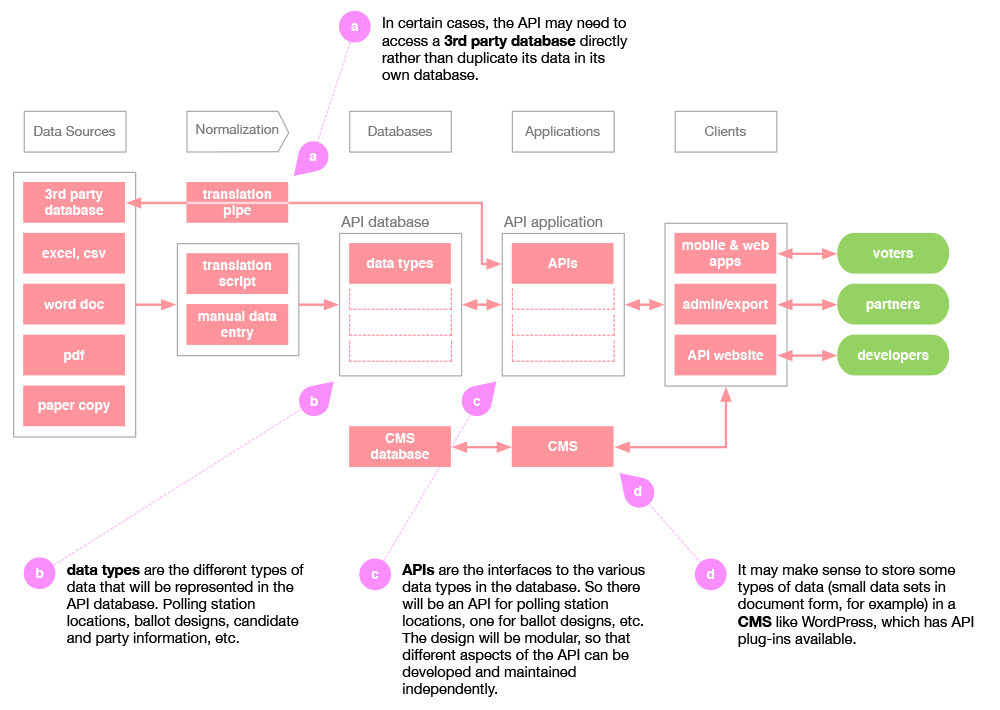 a
In certain cases, the API may need to
access a 3rd party database directly
rather than duplicate its data in its
own database.
Data Sources
Normalization
Databases
Applications
Clients
a
3rd party
database
translation
pipe
API database
API application
excel, csv
translation
script
data types
APIs
mobile & web
apps
voters
word doc
manual data
entry
admin/export
partners
pdf
API website
developers
paper copy
b
c
CMS
database
CMS
d
b
data types are the different types of
data that will be represented in the
API database. Polling station
locations, ballot designs, candidate
and party information, etc.
c
APIs are the interfaces to the various
data types in the database. So there
will be an API for polling station
locations, one for ballot designs, etc.
The design will be modular, so that
different aspects of the API can be
developed and maintained
independently.
d
It may make sense to store some
types of data (small data sets in
document form, for example) in a
CMS like WordPress, which has API
plug-ins available.